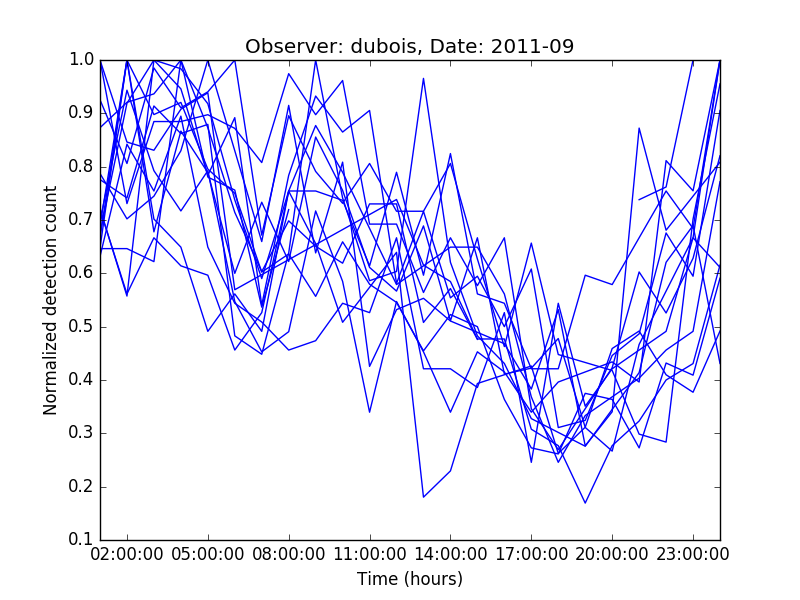 Observer: dubois, Date: 2011-09
Normalized detection count
1.0
0.9
0.8
0.7
0.6
0.5
0.4
0.3
0.2
0.1
02:00:00 05:00:00 08:00:00 11:00:00 14:00:00 17:00:00 20:00:00 23:00:00
Time (hours)